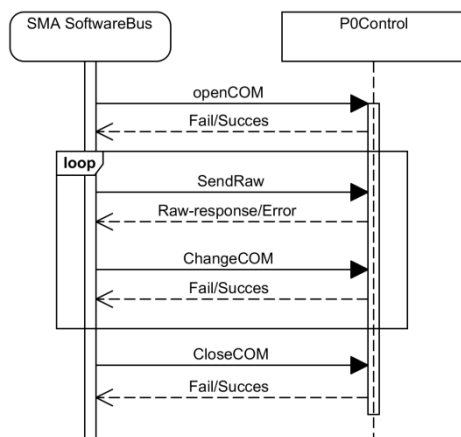 SMA SoftwareBus
P0Control
openCOM
Fail/Succes
loop
SendRaw
Raw-response/Error
ChangeCOM
Fail/Succes
CloseCOM
Fail/Succes